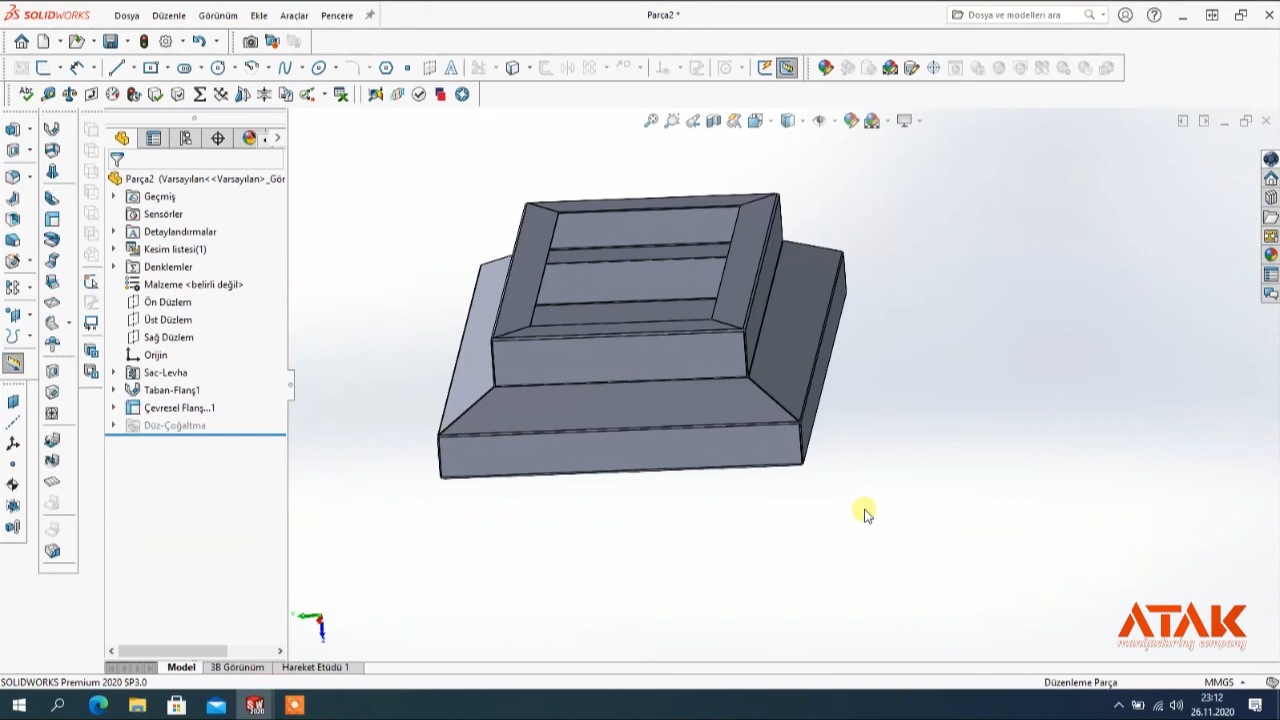 SOLIDWORKS
Dosya
Düzenle
Görünüm
Ekle
Araçlar
Pencere
Parça2 *
Dosya ve modelleri ara
Parça2 (Varsayılan<<Varsayılan>_Gör
Geçmiş
Sensörler
Detaylandırmalar
Kesim listesi(1)
Denklemler
Malzeme <belirli değil>
Ön Düzlem
Üst Düzlem
Sağ Düzlem
Orijin
Sac-Levha
Taban-Flanş1
Çevresel Flanş...1
Düz-Çoğaltma
ATAK
manifacturing company
Model
3B Görünüm
Hareket Etüdü 1
SOLIDWORKS Premium 2020 SP3.0
Düzenleme Parça
MMGS
23:12
26.11.2020